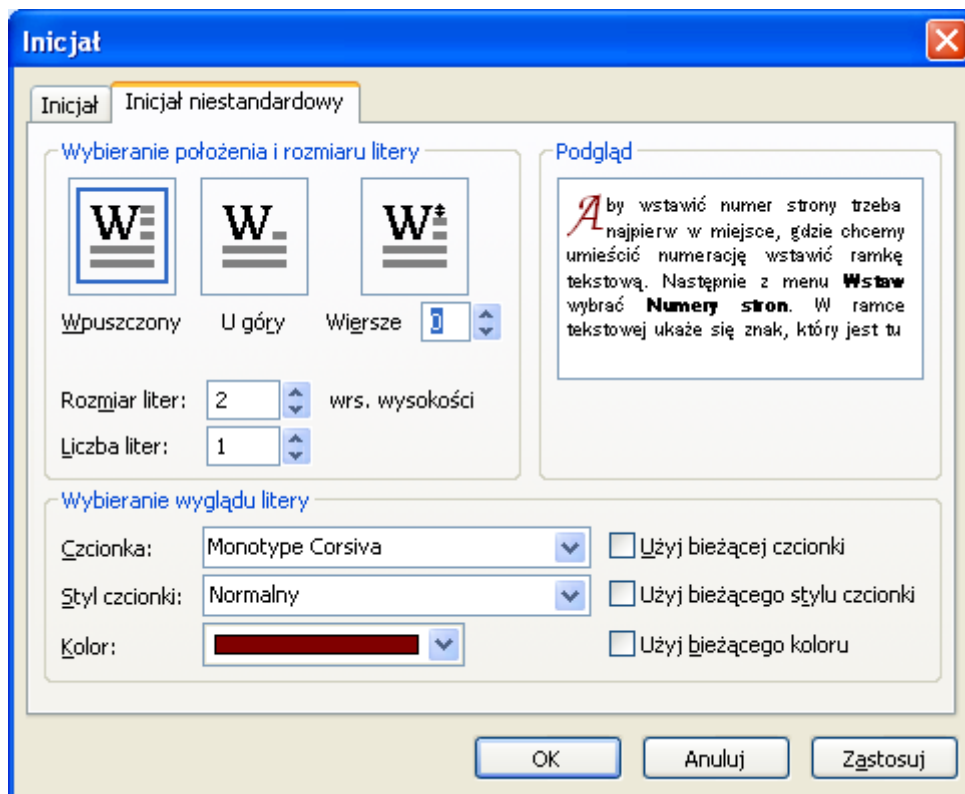 Inicjał
Inicjał
Inicjał niestandardowy
Wybieranie położenia i rozmiaru litery
W
W
W
Wpuszczony
U góry
Wiersze
0
Rozmiar liter:
2
wrs. wysokości
Liczba liter:
1
Podgląd
Aby wstawić numer strony trzeba
najpierw w miejsce, gdzie chcemy
umieścić numerację wstawić ramkę
tekstową. Następnie z menu Wstaw
wybrać Numery stron. W ramce
tekstowej ukaże się znak, który jest tu
Wybieranie wyglądu litery
Czcionka:
Monotype Corsiva
Użyj bieżącej czcionki
Styl czcionki:
Normalny
Użyj bieżącego stylu czcionki
Kolor:
Użyj bieżącego koloru
OK
Anuluj
Zastosuj